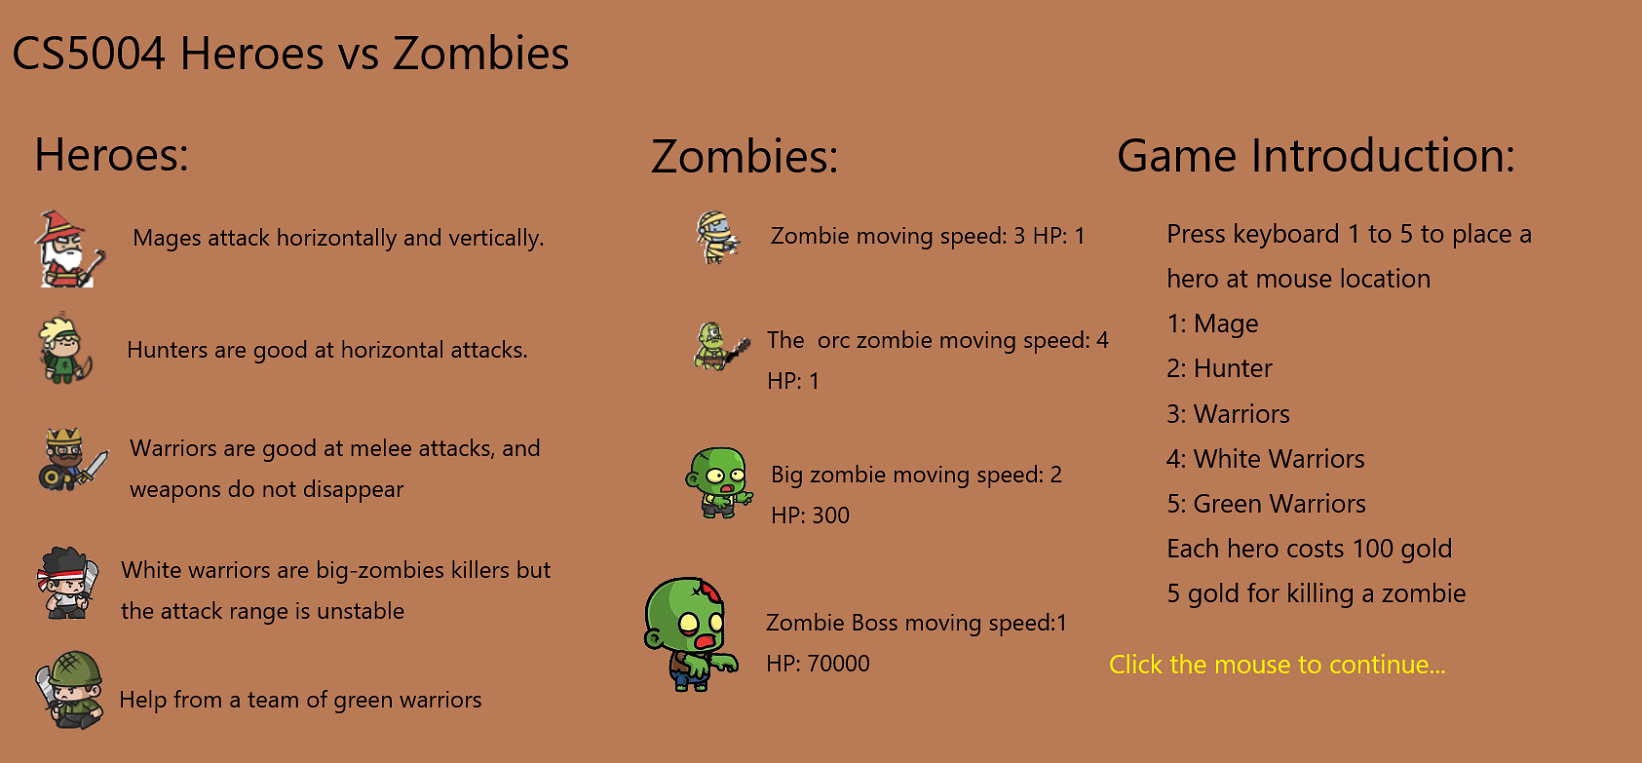 CS5004 Heroes vs Zombies
Heroes:
Mages attack horizontally and vertically.
Hunters are good at horizontal attacks.
Warriors are good at melee attacks, and
weapons do not disappear
White warriors are big-zombies killers but
the attack range is unstable
Help from a team of green warriors
Zombies:
Zombie moving speed: 3 HP: 1
The  orc zombie moving speed: 4
HP: 1
Big zombie moving speed: 2
HP: 300
Zombie Boss moving speed:1
HP: 70000
Game Introduction:
Press keyboard 1 to 5 to place a
hero at mouse location
1: Mage
2: Hunter
3: Warriors
4: White Warriors
5: Green Warriors
Each hero costs 100 gold
5 gold for killing a zombie
Click the mouse to continue...